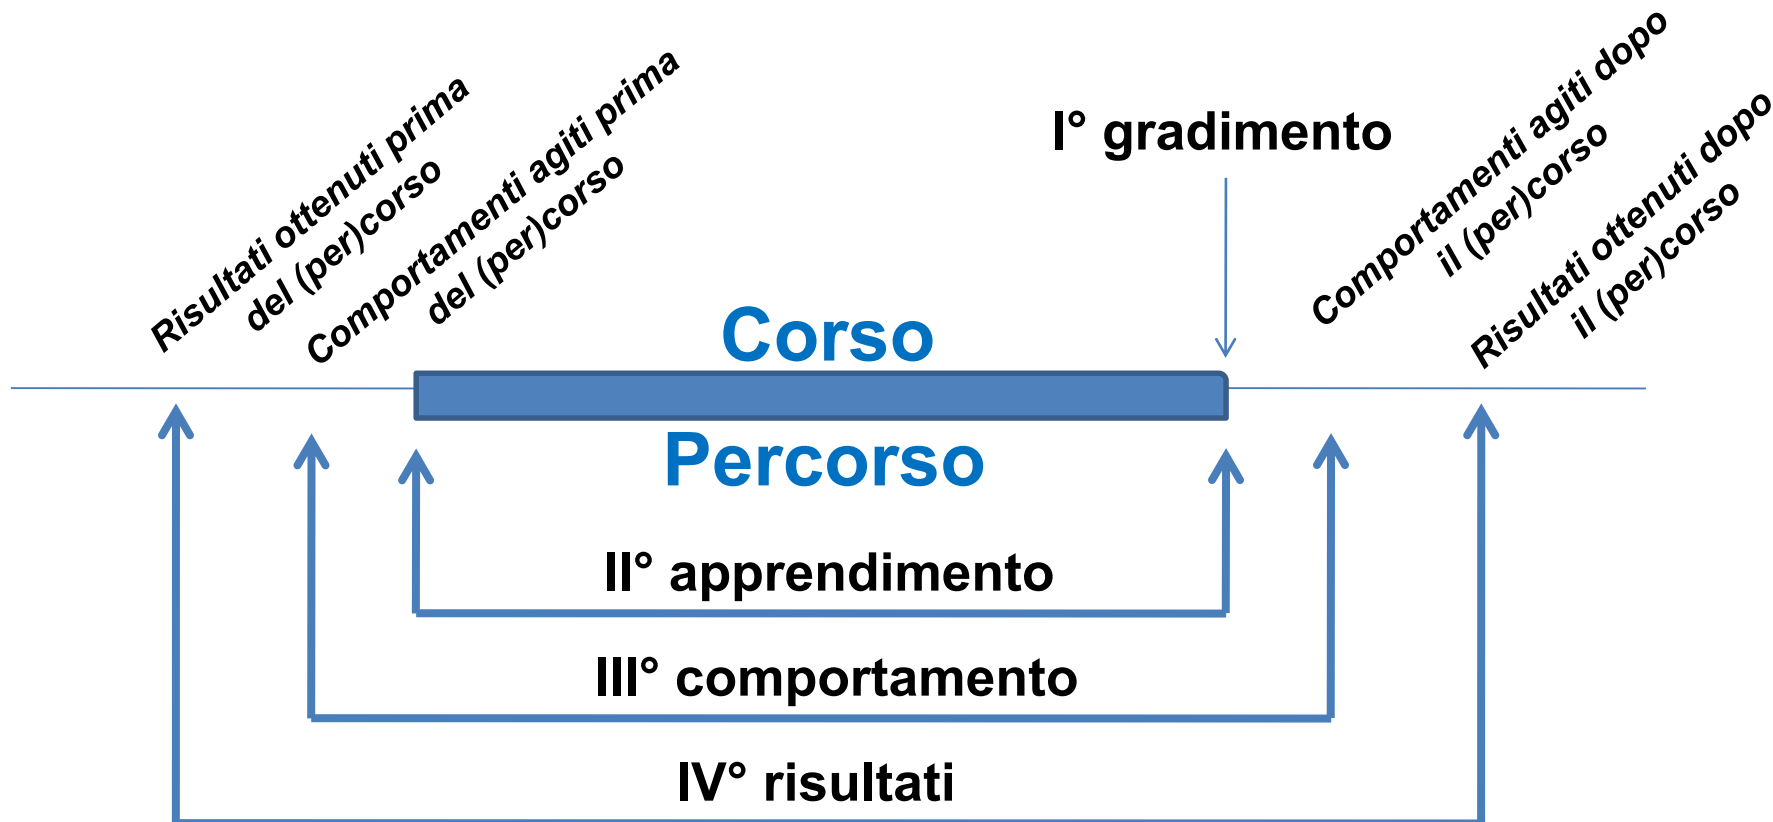 Risultati ottenuti prima
del (per)corso
Comportamenti agiti prima
del (per)corso
I° gradimento
Comportamenti agiti dopo
il (per)corso
Risultati ottenuti dopo
il (per)corso
Corso
Percorso
II° apprendimento
III° comportamento
IV° risultati